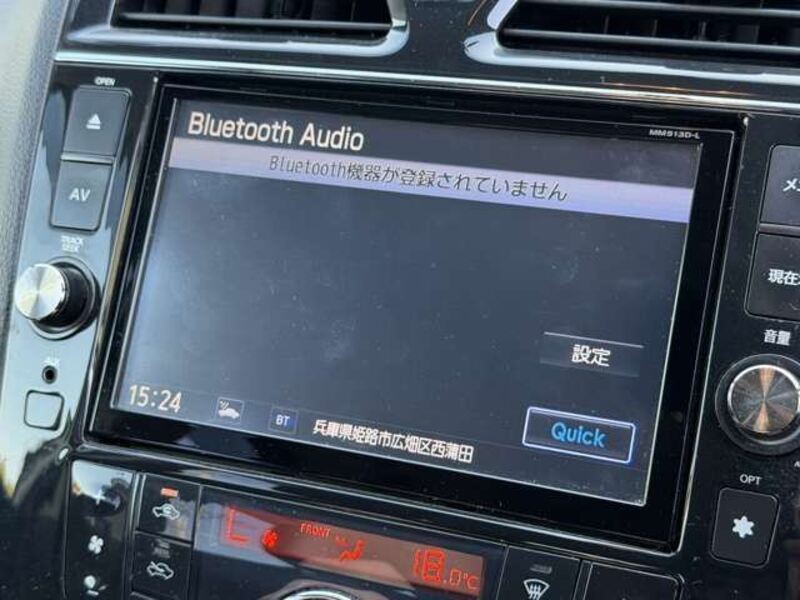 OPEN
MM513D-L
Bluetooth Audio
Bluetooth機器が登録されていません
AV
TRACK
SEEK
現在
音量
AUX
設定
15:24
BT
兵庫県姫路市広畑区西蒲田
Quick
OPT
FRONT
18.0℃